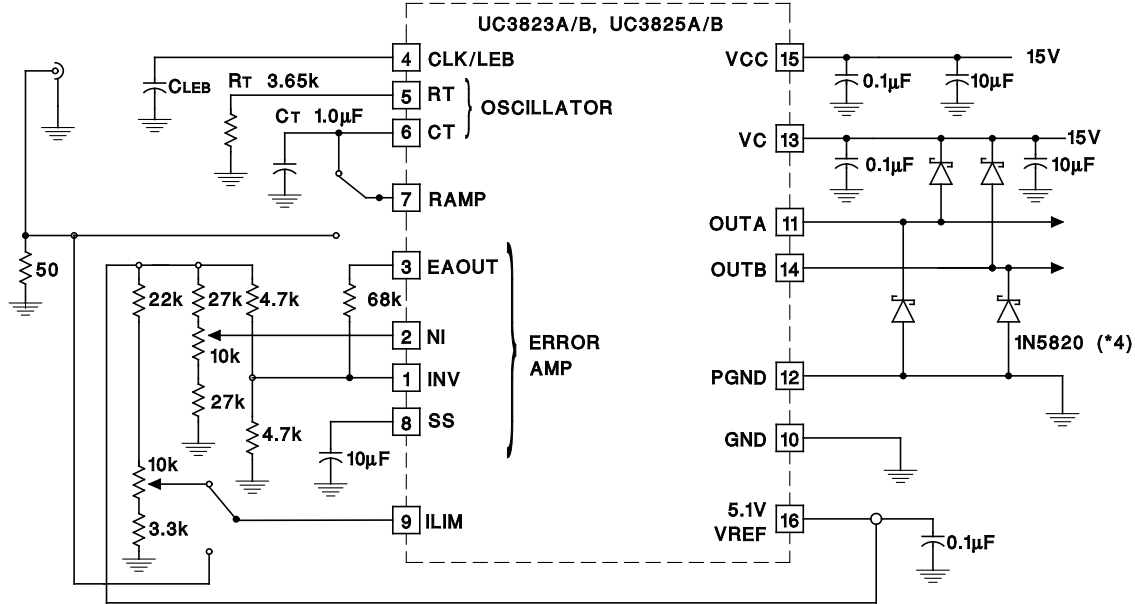 UC3823A/B, UC3825A/B
4 CLK/LEB
CLEB
RT 3.65k
5 RT
OSCILLATOR
CT 1.0μF
6 CT
7 RAMP
50
3 EAOUT
22k
27k
4.7k
68k
2 NI
10k
ERROR
AMP
1 INV
27k
8 SS
4.7k
10μF
10k
3.3k
9 ILIM
VCC 15
15V
0.1μF
10μF
VC 13
15V
0.1μF
10μF
OUTA 11
OUTB 14
1N5820 (*4)
PGND 12
GND 10
5.1V
VREF 16
0.1μF